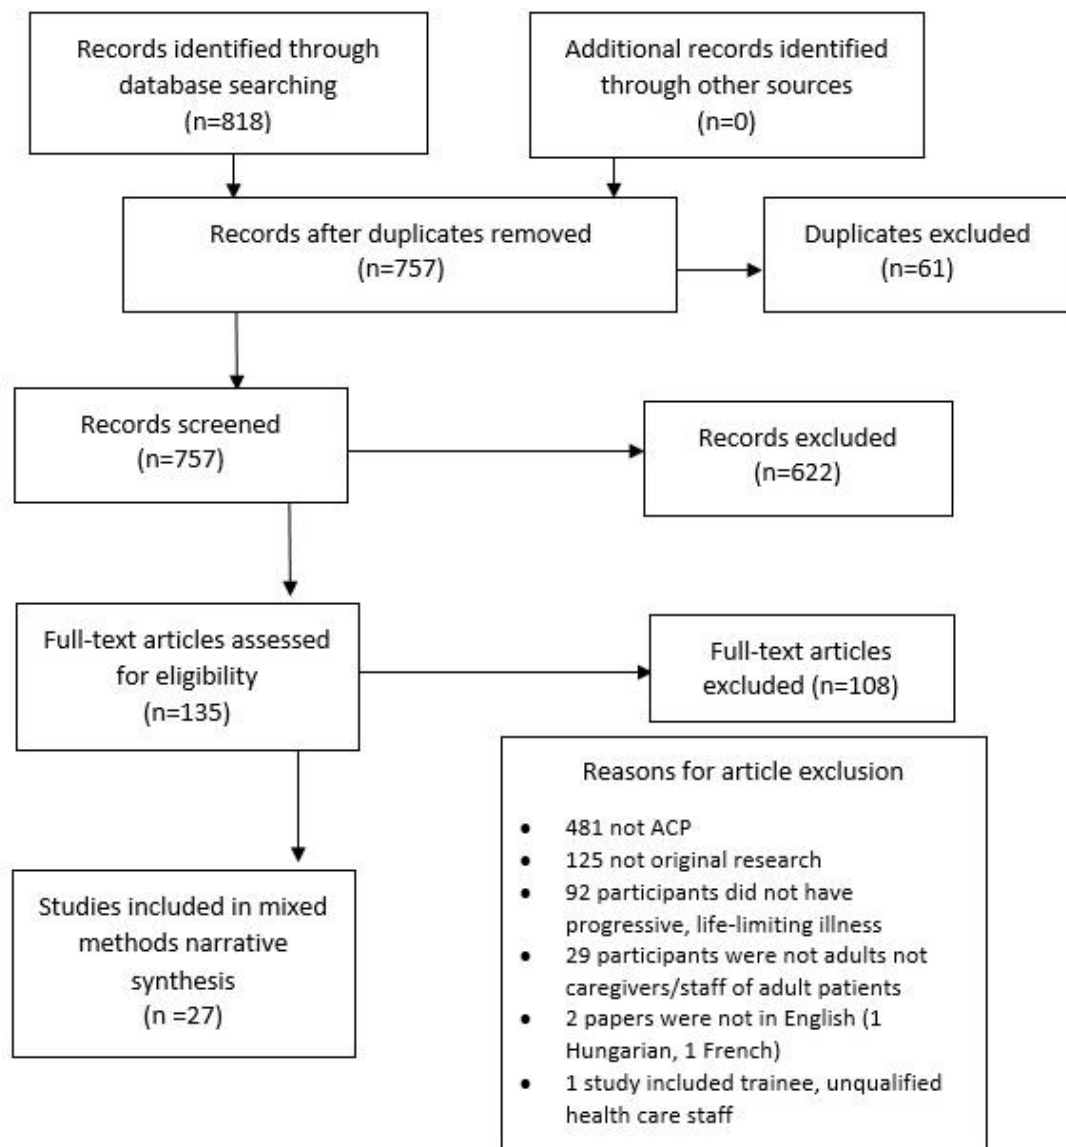 Records identified through
database searching
(n=818)
Additional records identified
through other sources
(n=0)
Records after duplicates removed
(n=757)
Duplicates excluded
(n=61)
Records screened
(n=757)
Records excluded
(n=622)
Full-text articles assessed
for eligibility
(n=135)
Full-text articles
excluded (n=108)
Reasons for article exclusion
• 481 not ACP
• 125 not original research
• 92 participants did not have
progressive, life-limiting illness
• 29 participants were not adults not
caregivers/staff of adult patients
• 2 papers were not in English (1
Hungarian, 1 French)
• 1 study included trainee, unqualified
health care staff
Studies included in mixed
methods narrative
synthesis
(n =27)